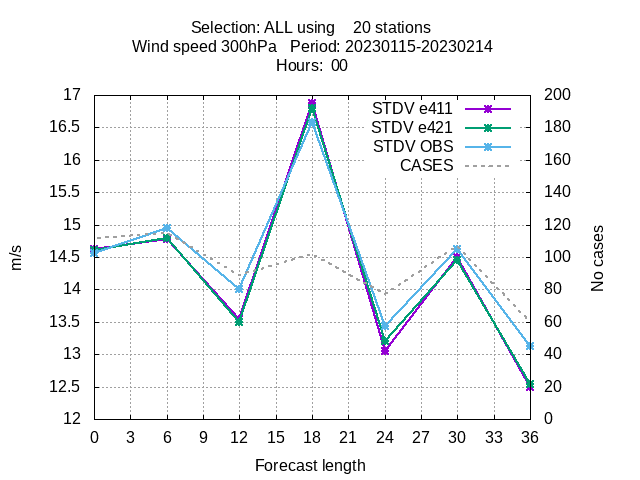 Selection: ALL using    20 stations
Wind speed 300hPa   Period: 20230115-20230214
Hours:  00
17
16.5
16
15.5
15
14.5
14
13.5
13
12.5
12
200
180
160
140
120
100
80
60
40
20
0
STDV e411
STDV e421
STDV OBS
CASES
m/s
No cases
0 3 6 9 12 15 18 21 24 27 30 33 36
Forecast length